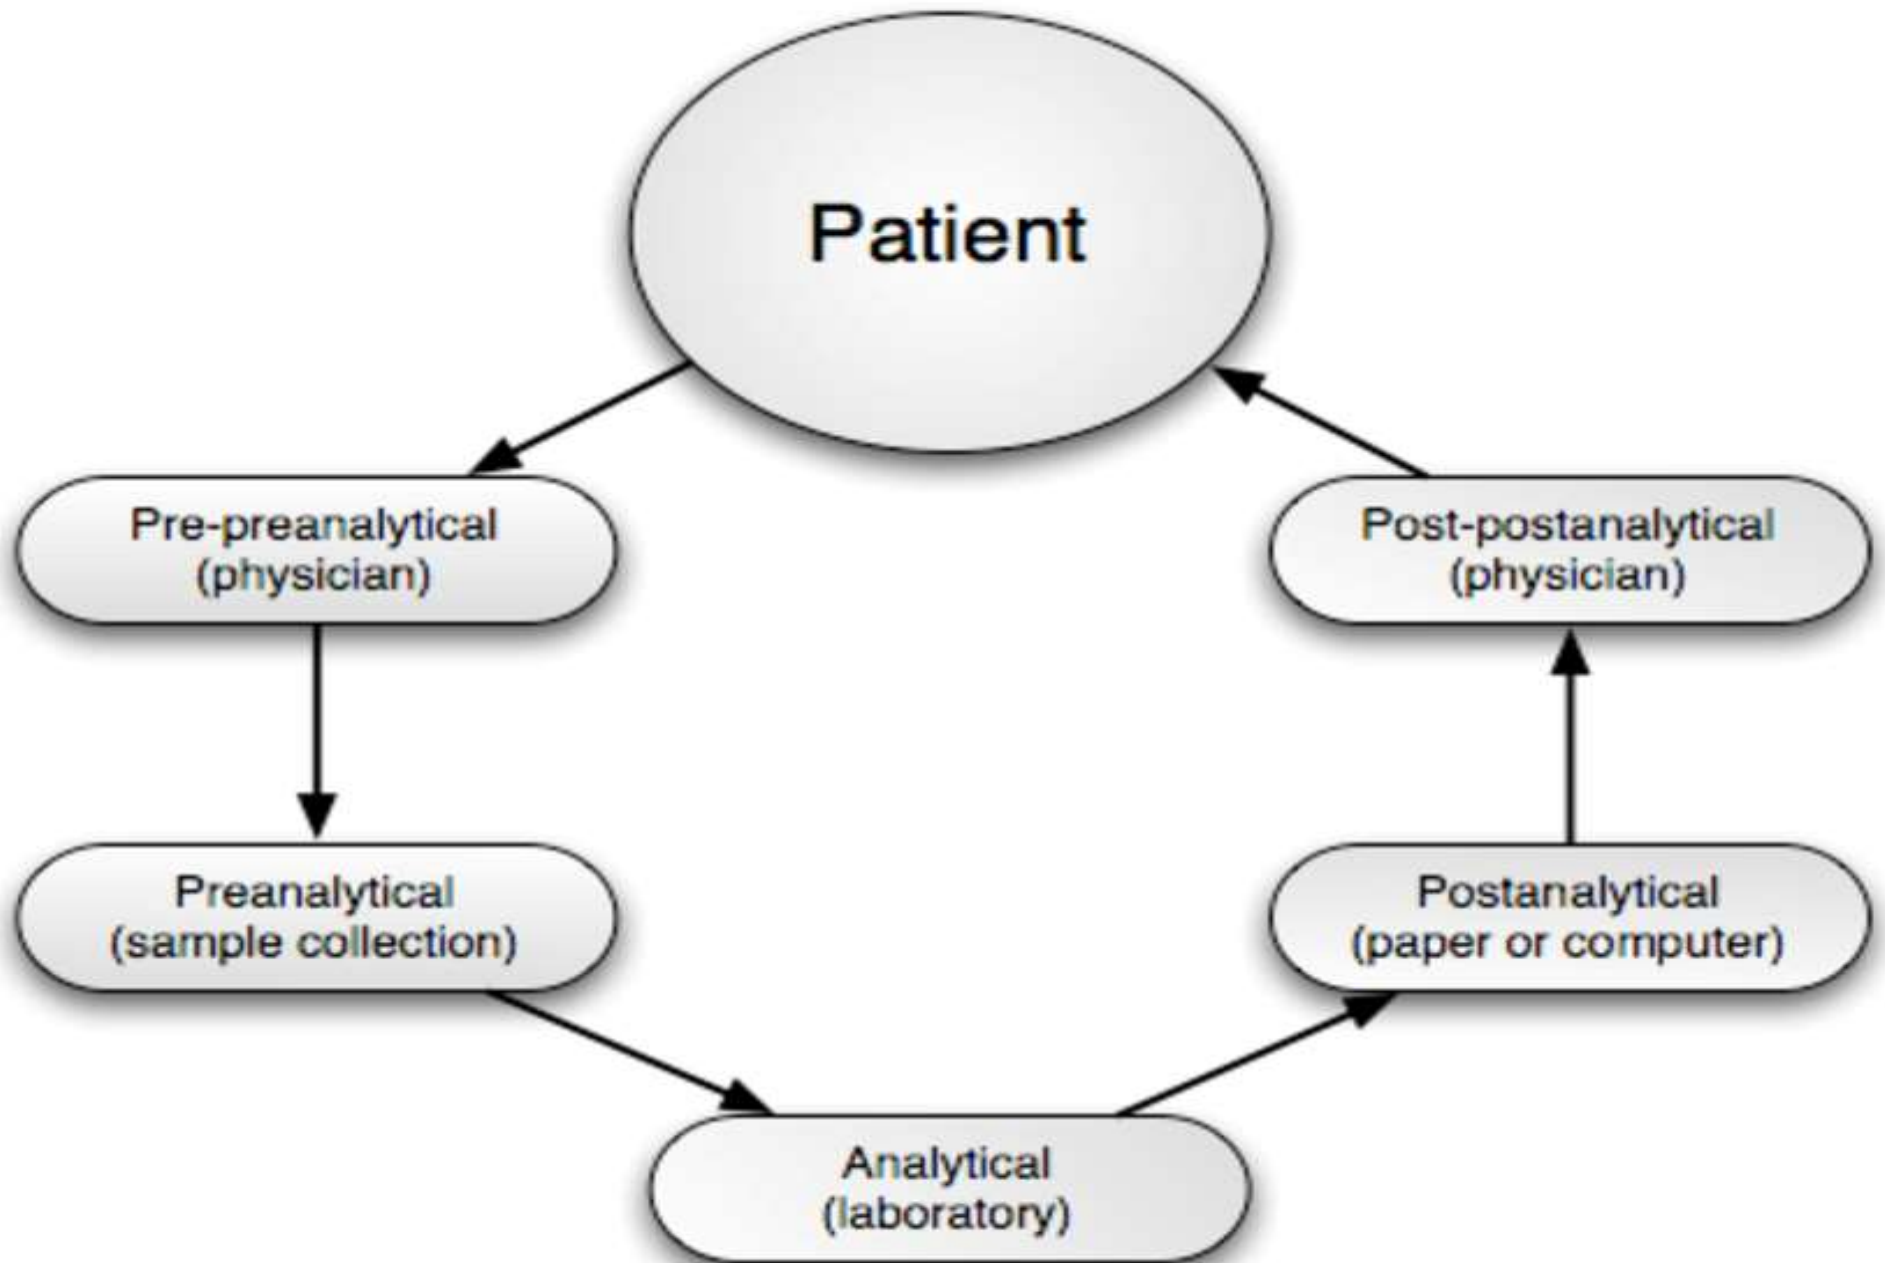 Patient
Pre-preanalytical
(physician)
Post-postanalytical
(physician)
Preanalytical
(sample collection)
Postanalytical
(paper or computer)
Analytical
(laboratory)